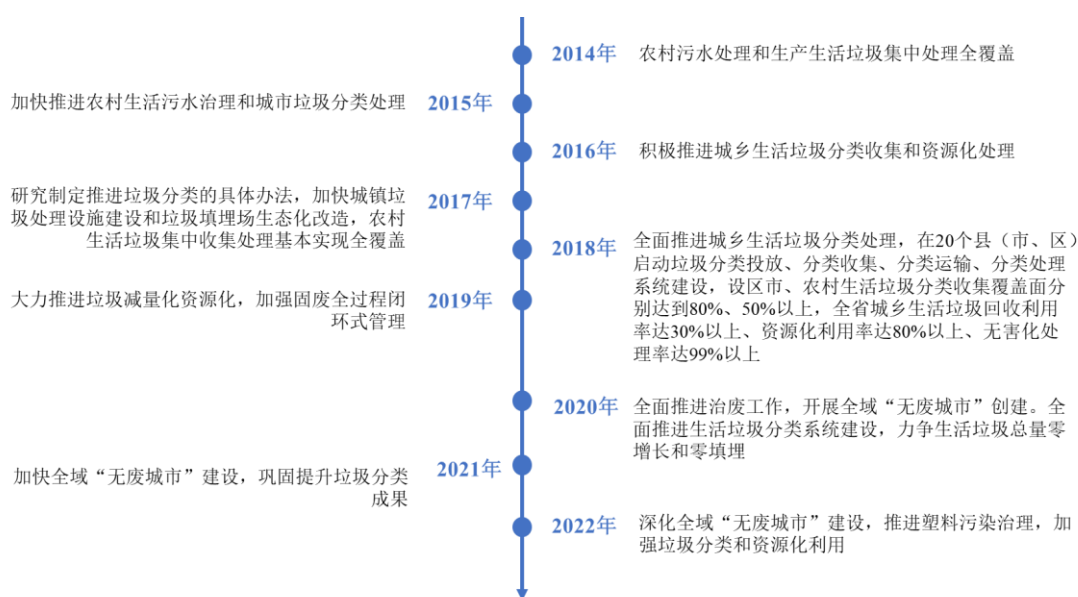 2014年
农村污水处理和生产生活垃圾集中处理全覆盖
加快推进农村生活污水治理和城市垃圾分类处理
2015年
2016年
积极推进城乡生活垃圾分类收集和资源化处理
研究制定推进垃圾分类的具体办法，加快城镇垃
圾处理设施建设和垃圾填埋场生态化改造，农村
生活垃圾集中收集处理基本实现全覆盖
2017年
2018年
全面推进城乡生活垃圾分类处理，在20个县（市、区）
启动垃圾分类投放、分类收集、分类运输、分类处理
系统建设，设区市、农村生活垃圾分类收集覆盖面分
别达到80%、50%以上，全省城乡生活垃圾回收利用
率达30%以上、资源化利用率达80%以上、无害化处
理率达99%以上
大力推进垃圾减量化资源化，加强固废全过程闭
环式管理
2019年
2020年
全面推进治废工作，开展全域“无废城市”创建。全
面推进生活垃圾分类系统建设，力争生活垃圾总量零
增长和零填埋
加快全域“无废城市”建设，巩固提升垃圾分类
成果
2021年
2022年
深化全域“无废城市”建设，推进塑料污染治理，加
强垃圾分类和资源化利用